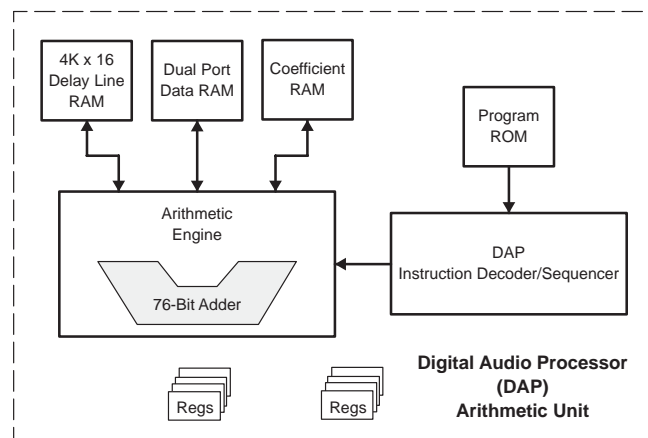 4K x 16
Delay Line
RAM
Dual Port
Data RAM
Coefficient
RAM
Program
ROM
Arithmetic
Engine
76-Bit Adder
DAP
Instruction Decoder/Sequencer
Regs
Regs
Digital Audio Processor
(DAP)
Arithmetic Unit